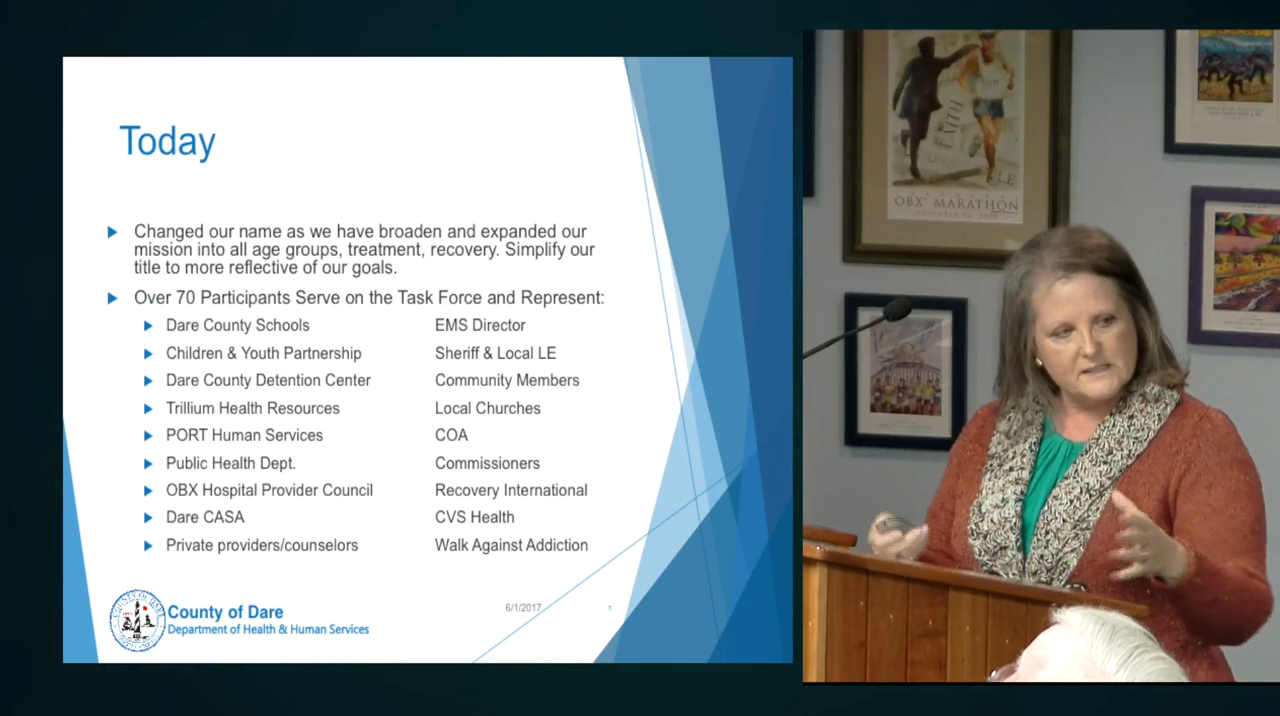 Today
Changed our name as we have broaden and expanded our
mission into all age groups, treatment, recovery. Simplify our
title to more reflective of our goals.
Over 70 Participants Serve on the Task Force and Represent:
Dare County Schools
Children & Youth Partnership
Dare County Detention Center
Trillium Health Resources
PORT Human Services
Public Health Dept.
OBX Hospital Provider Council
Dare CASA
Private providers/counselors
EMS Director
Sheriff & Local LE
Community Members
Local Churches
COA
Commissioners
Recovery International
CVS Health
Walk Against Addiction
COUNTY OF DARE
County of Dare
Department of Health & Human Services
6/1/2017
FAITH
OBX MARATHON